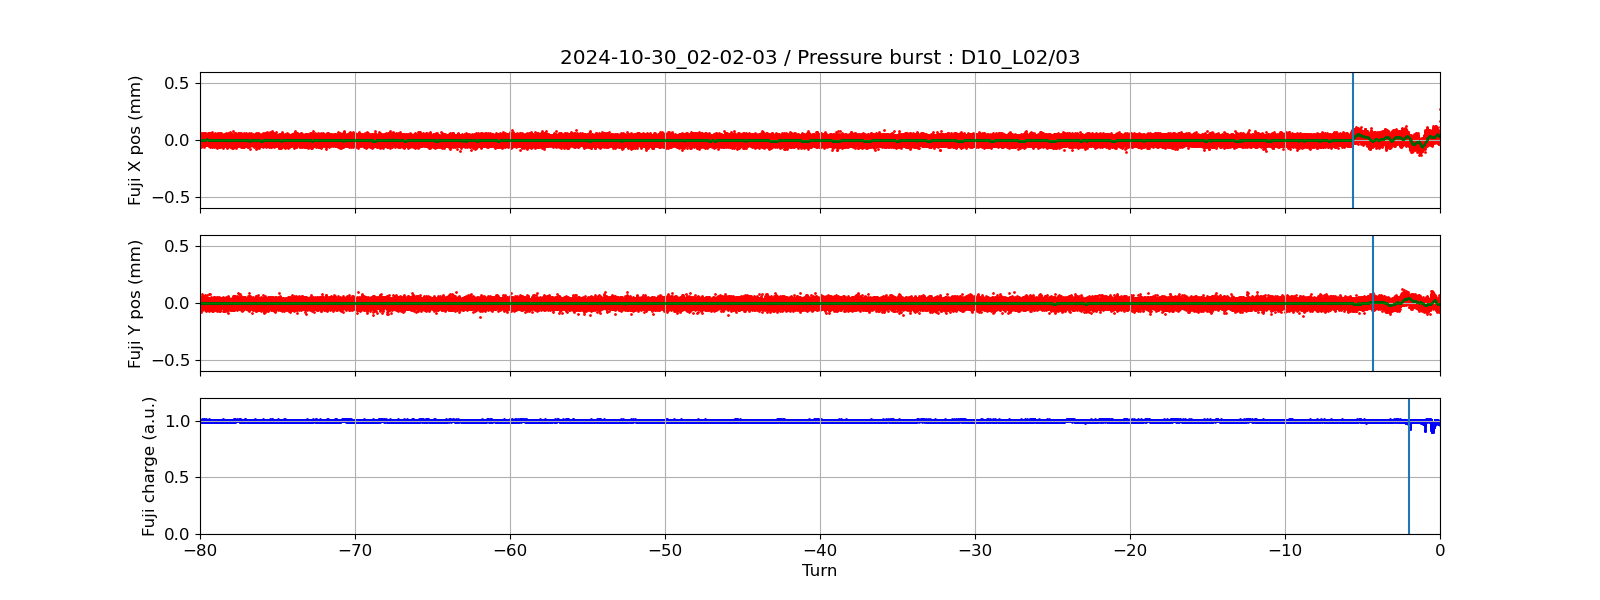 2024-10-30_02-02-03 / Pressure burst : D10_L02/03
Fuji X pos (mm)
0.5
0.0
−0.5
Fuji Y pos (mm)
0.5
0.0
−0.5
Fuji charge (a.u.)
1.0
0.5
0.0
−80 −70 −60 −50 −40 −30 −20 −10 0
Turn